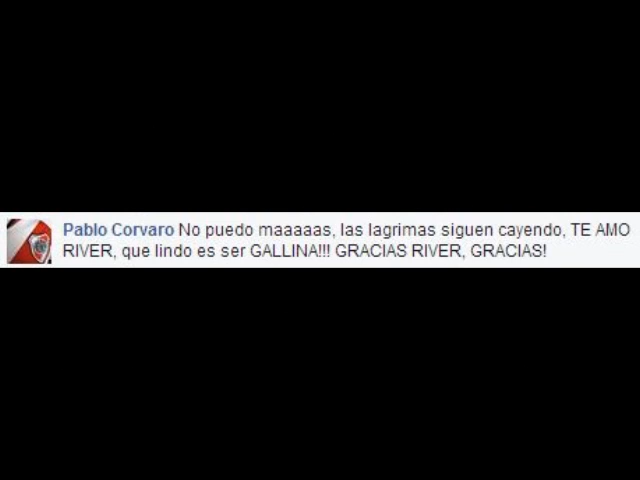 Pablo Corvaro No puedo maaaaas, las lagrimas siguen cayendo, TE AMO
RIVER, que lindo es ser GALLINA!!! GRACIAS RIVER, GRACIAS!